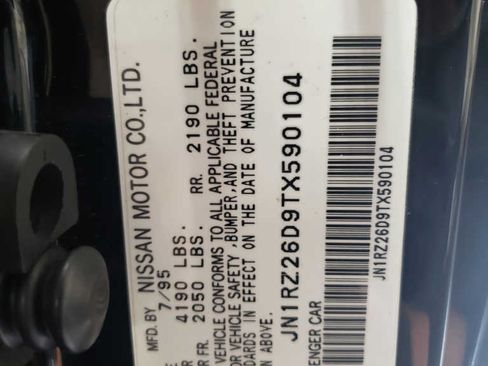 MFD. BY NISSAN MOTOR CO.,LTD.
7/95
4190 LBS.
FR. 2050 LBS. RR. 2190 LBS.
VEHICLE CONFORMS TO ALL APPLICABLE FEDERAL
OR VEHICLE SAFETY, BUMPER, AND THEFT PREVENTION
DARDS IN EFFECT ON THE DATE OF MANUFACTURE
N ABOVE.
JN1RZ26D9TX590104
ENGER CAR
JN1RZ26D9TX590104